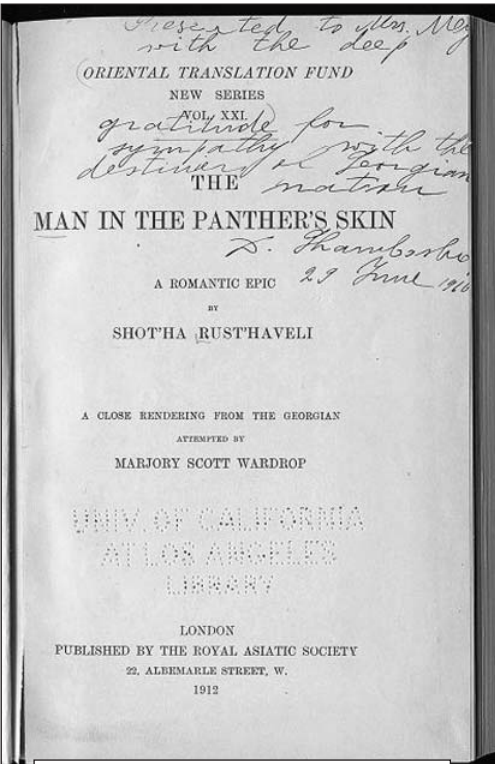 Presented to Mrs.
with the deep
ORIENTAL TRANSLATION FUND
NEW SERIES
VOL. XXI.
gratitude for
sympathy with the
destinies of Georgian
nation
THE
MAN IN THE PANTHER'S SKIN
29 June 1916
A ROMANTIC EPIC
BY
SHOT'HA RUST'HAVELI
A CLOSE RENDERING FROM THE GEORGIAN
ATTEMPTED BY
MARJORY SCOTT WARDROP
UNIV. OF CALIFORNIA
AT LOS ANGELES
LIBRARY
LONDON
PUBLISHED BY THE ROYAL ASIATIC SOCIETY
22, ALBEMARLE STREET, W.
1912